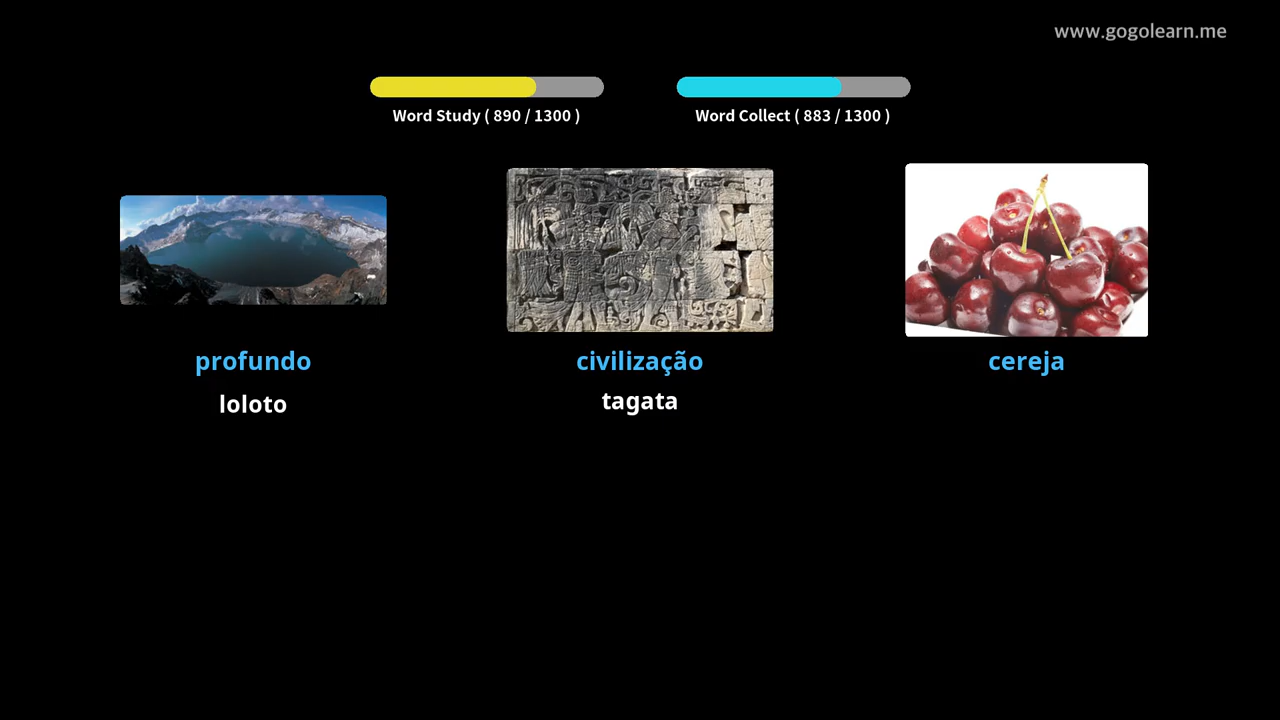 www.gogolearn.me
Word Study ( 890 / 1300 )
Word Collect ( 883 / 1300 )
profundo
civilização
cereja
loloto
tagata